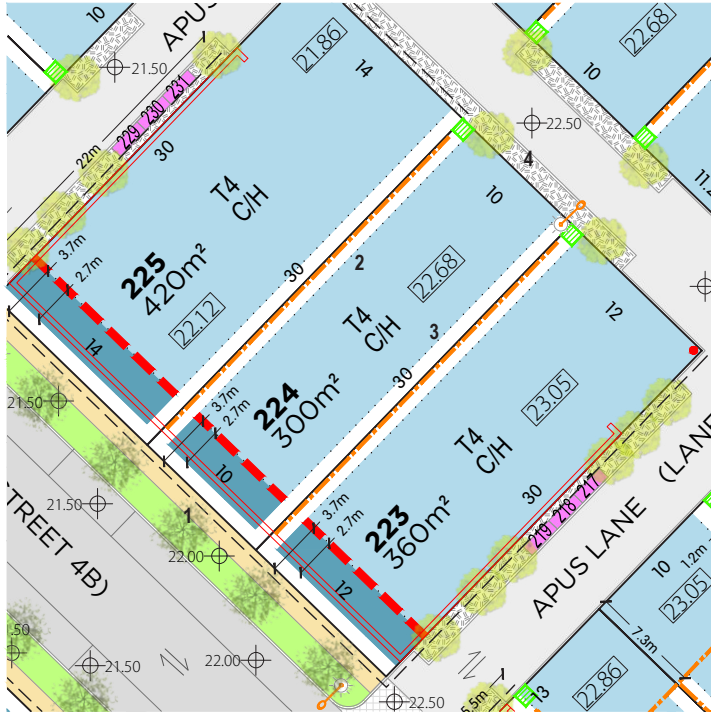 APUS
21.86
22.68
21.50
14
10
22.50
229 230 231
22m
30
4
11.2
T4
C/H
10
3.7m
2.7m
225
420m²
22.12
30
2
22.68
12
T4
C/H
3
14
21.50
3.7m
2.7m
224
300m²
30
23.05
T4
C/H
10
21.50
1
3.7m
2.7m
223
360m²
30
219 218 217
APUS LANE (LANE
STREET 4B)
22.00
12
10
1.2m
23.05
7.3m
.50
21.50
22.00
1
5.5m
13
22.86
22.50